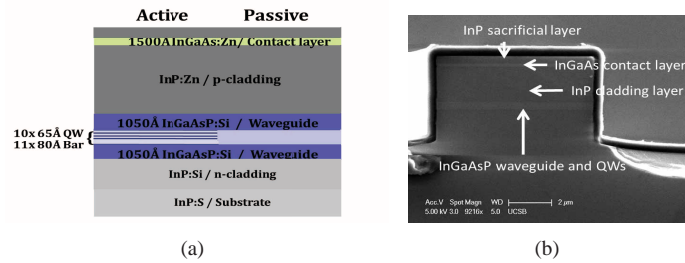 Active Passive
1500A InGaAs:Zn/ Contact layer
InP:Zn / p-cladding
1050Å InGaAsP:Si / Waveguide
10x 65Å QW
11x 80Å Bar
1050Å InGaAsP:Si / Waveguide
InP:Si / n-cladding
InP:S / Substrate
(a)
InP sacrificial layer
InGaAs contact layer
InP cladding layer
InGaAsP waveguide and QWs
Acc.V Spot Magn WD 2 µm
5.00 kV 3.0 9216x 5.0 UCSB
(b)